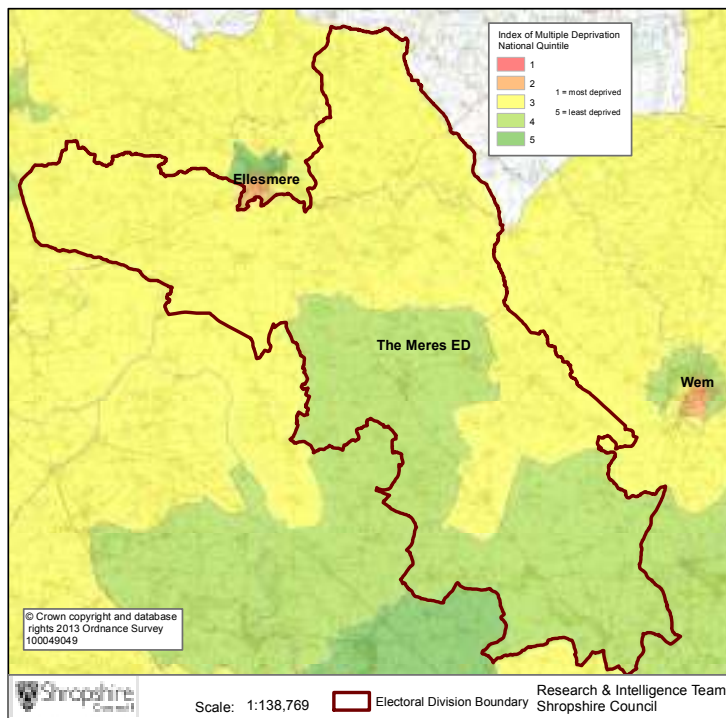 Index of Multiple Deprivation
National Quintile
1
2
3
4
5
1 = most deprived
5 = least deprived
Ellesmere
The Meres ED
Wem
© Crown copyright and database
rights 2013 Ordnance Survey
100049049
Shropshire
Council
Scale: 1:138,769
Electoral Division Boundary
Research & Intelligence Team
Shropshire Council